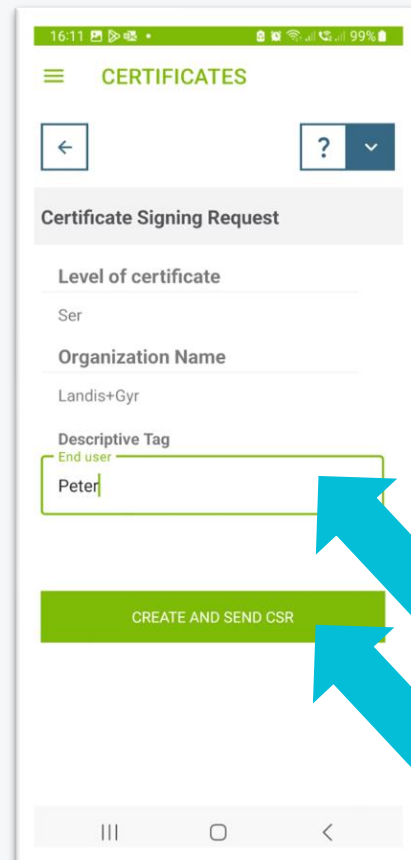 16:11 99%
CERTIFICATES
?
Certificate Signing Request
Level of certificate
Ser
Organization Name
Landis+Gyr
Descriptive Tag
End user
Peter
CREATE AND SEND CSR